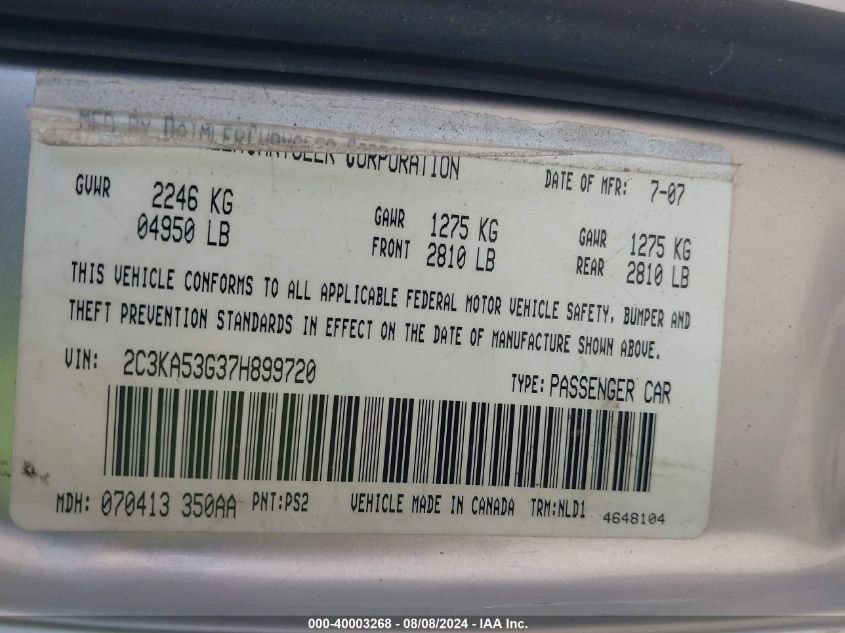 MFD BY DAIMLERCHRYSLER
CORPORATION
DATE OF MFR: 7-07
GVWR 2246 KG
04950 LB
GAWR FRONT 1275 KG
2810 LB
GAWR REAR 1275 KG
2810 LB
THIS VEHICLE CONFORMS TO ALL APPLICABLE FEDERAL MOTOR VEHICLE SAFETY, BUMPER AND
THEFT PREVENTION STANDARDS IN EFFECT ON THE DATE OF MANUFACTURE SHOWN ABOVE.
VIN: 2C3KA53G37H899720
TYPE: PASSENGER CAR
MDH: 070413 350AA PNT:PS2 VEHICLE MADE IN CANADA TRM:NLD1 4648104
000-40003268 - 08/08/2024 - IAA Inc.